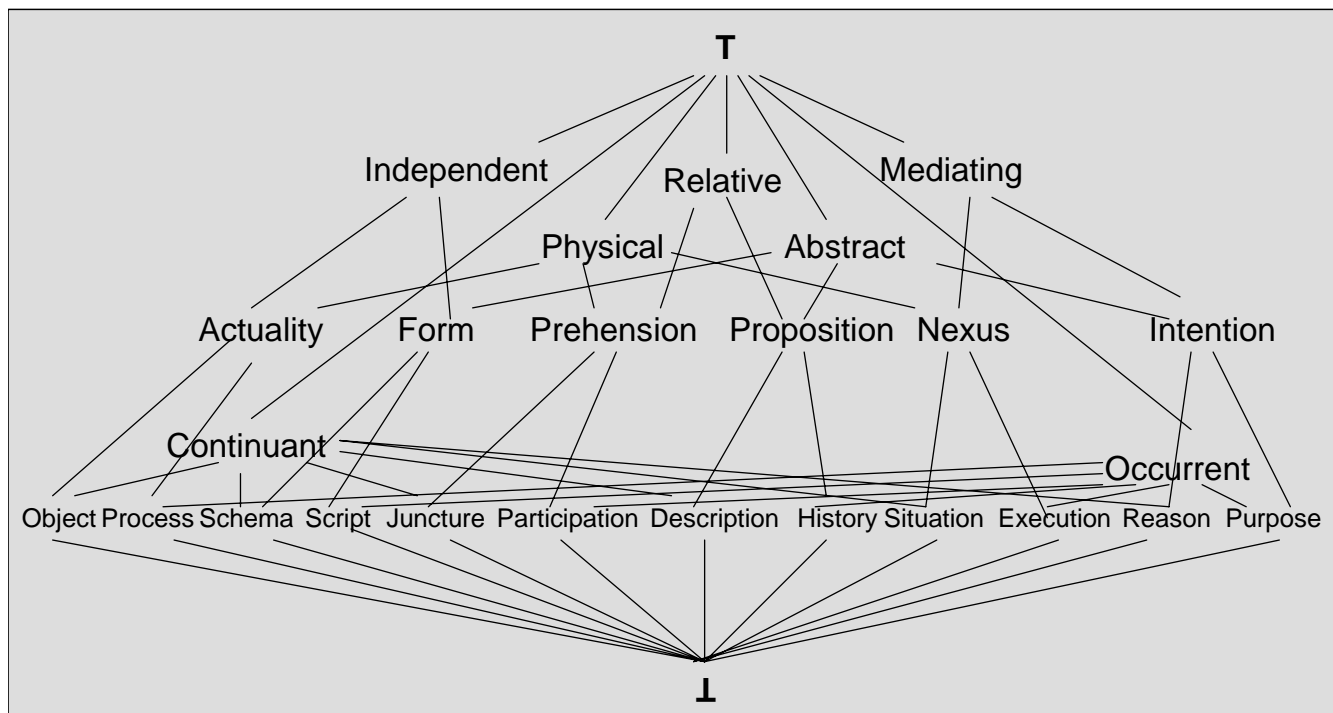 T
Independent
Relative
Mediating
Physical
Abstract
Actuality Form Prehension Proposition Nexus Intention
Continuant
Occurrent
Object Process Schema Script Juncture Participation Description History Situation Execution Reason Purpose
⊥